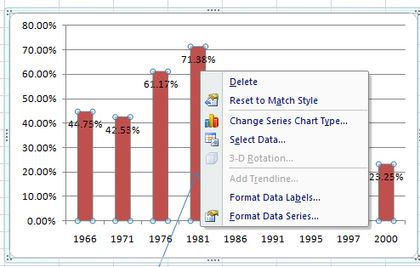 80.00%
70.00%
60.00%
50.00%
40.00%
30.00%
20.00%
10.00%
0.00%
44.75%
42.53%
61.17%
71.38%
23.25%
Delete
Reset to Match Style
Change Series Chart Type...
Select Data...
3-D Rotation...
Add Trendline...
Format Data Labels...
Format Data Series...
1966 1971 1976 1981 1986 1991 1995 1997 2000